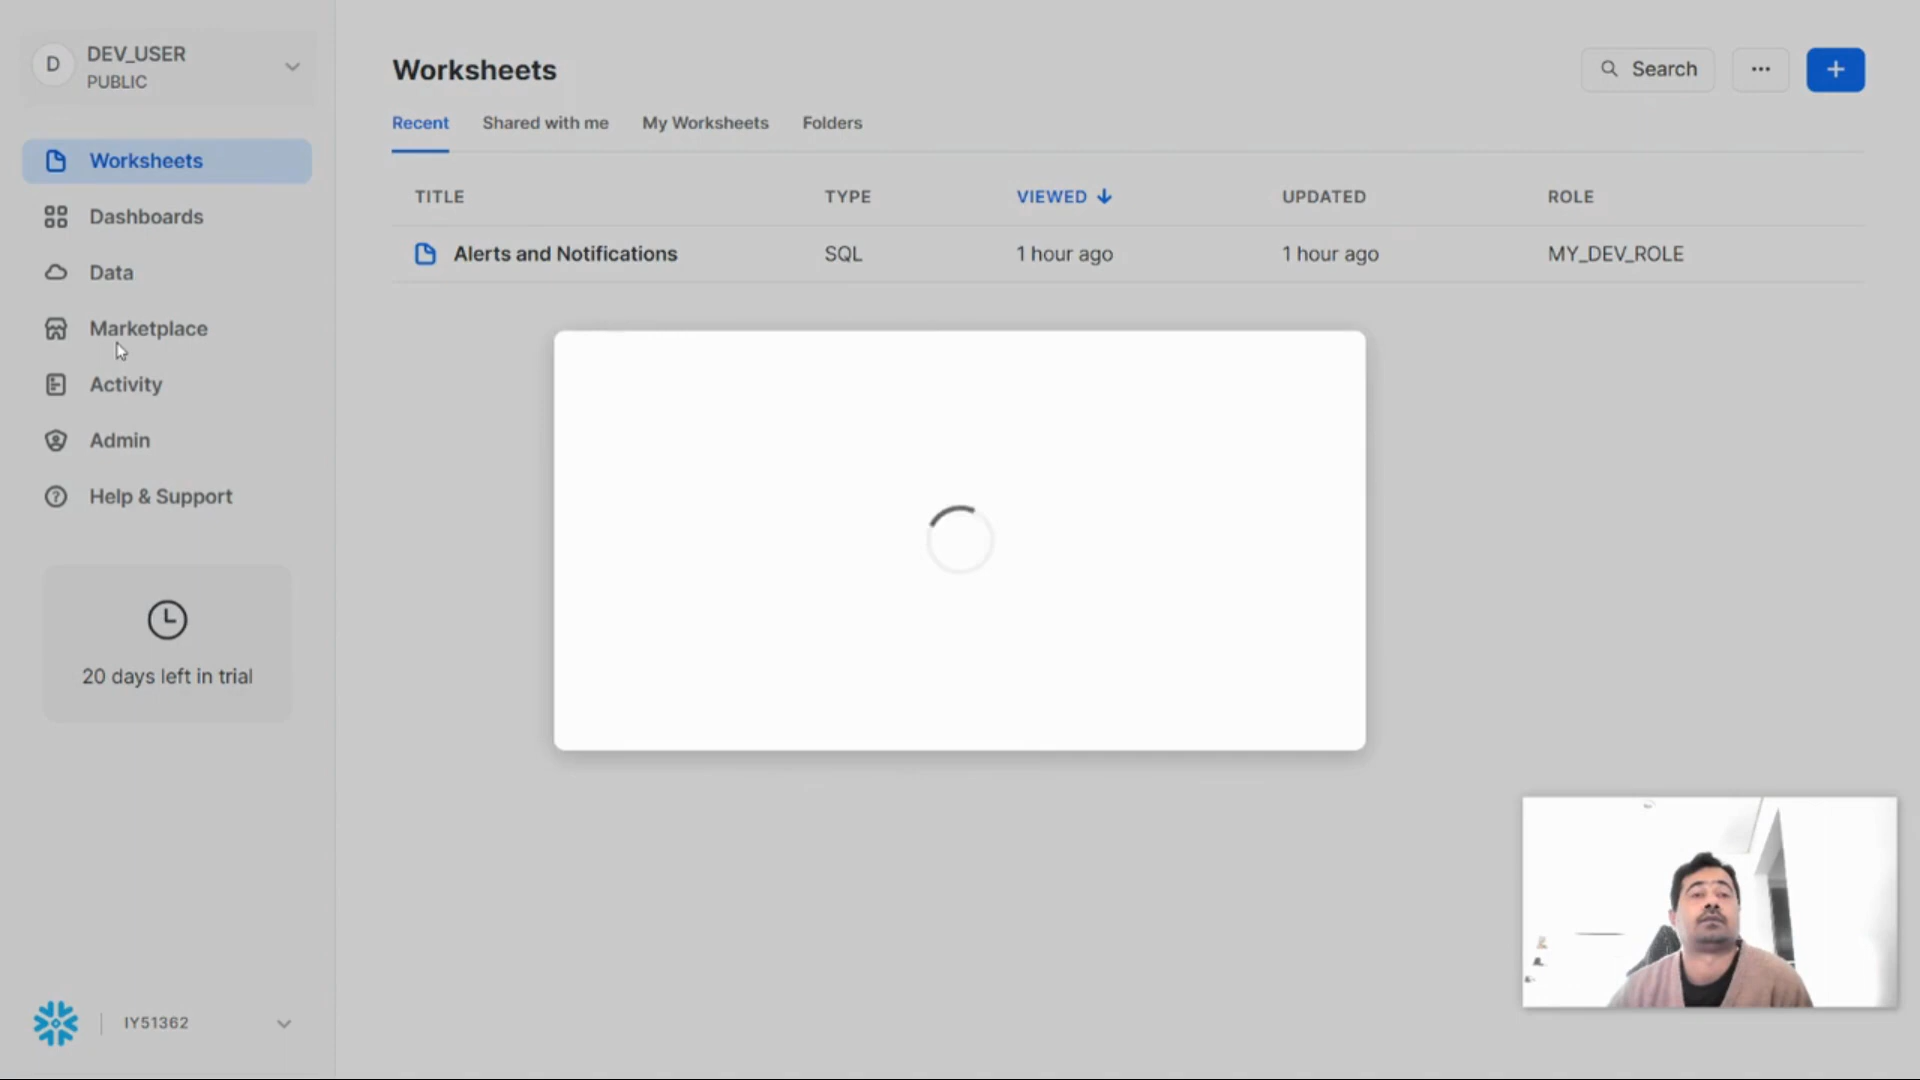 D
DEV_USER
PUBLIC
Worksheets
Dashboards
Data
Marketplace
Activity
Admin
Help & Support
20 days left in trial
IY51362
Worksheets
Search
Recent
Shared with me
My Worksheets
Folders
TITLE
TYPE
VIEWED
UPDATED
ROLE
Alerts and Notifications
SQL
1 hour ago
1 hour ago
MY_DEV_ROLE